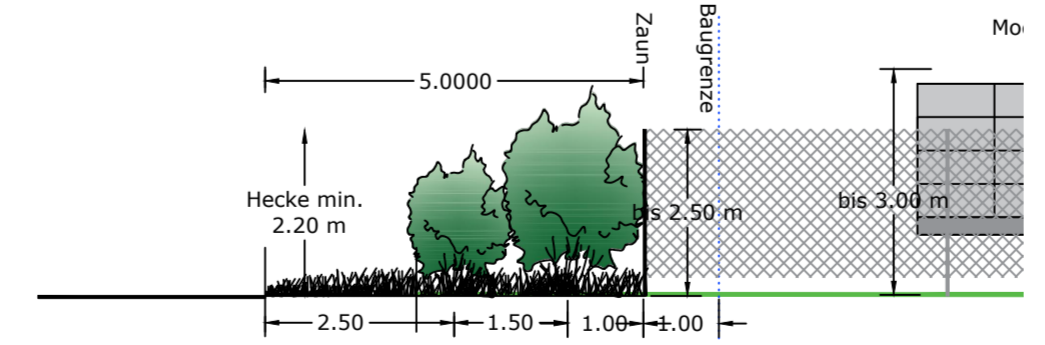 Zaun
Baugrenze
5.0000
Hecke min.
2.20 m
bis 2.50 m
bis 3.00 m
2.50
1.50
1.00
1.00